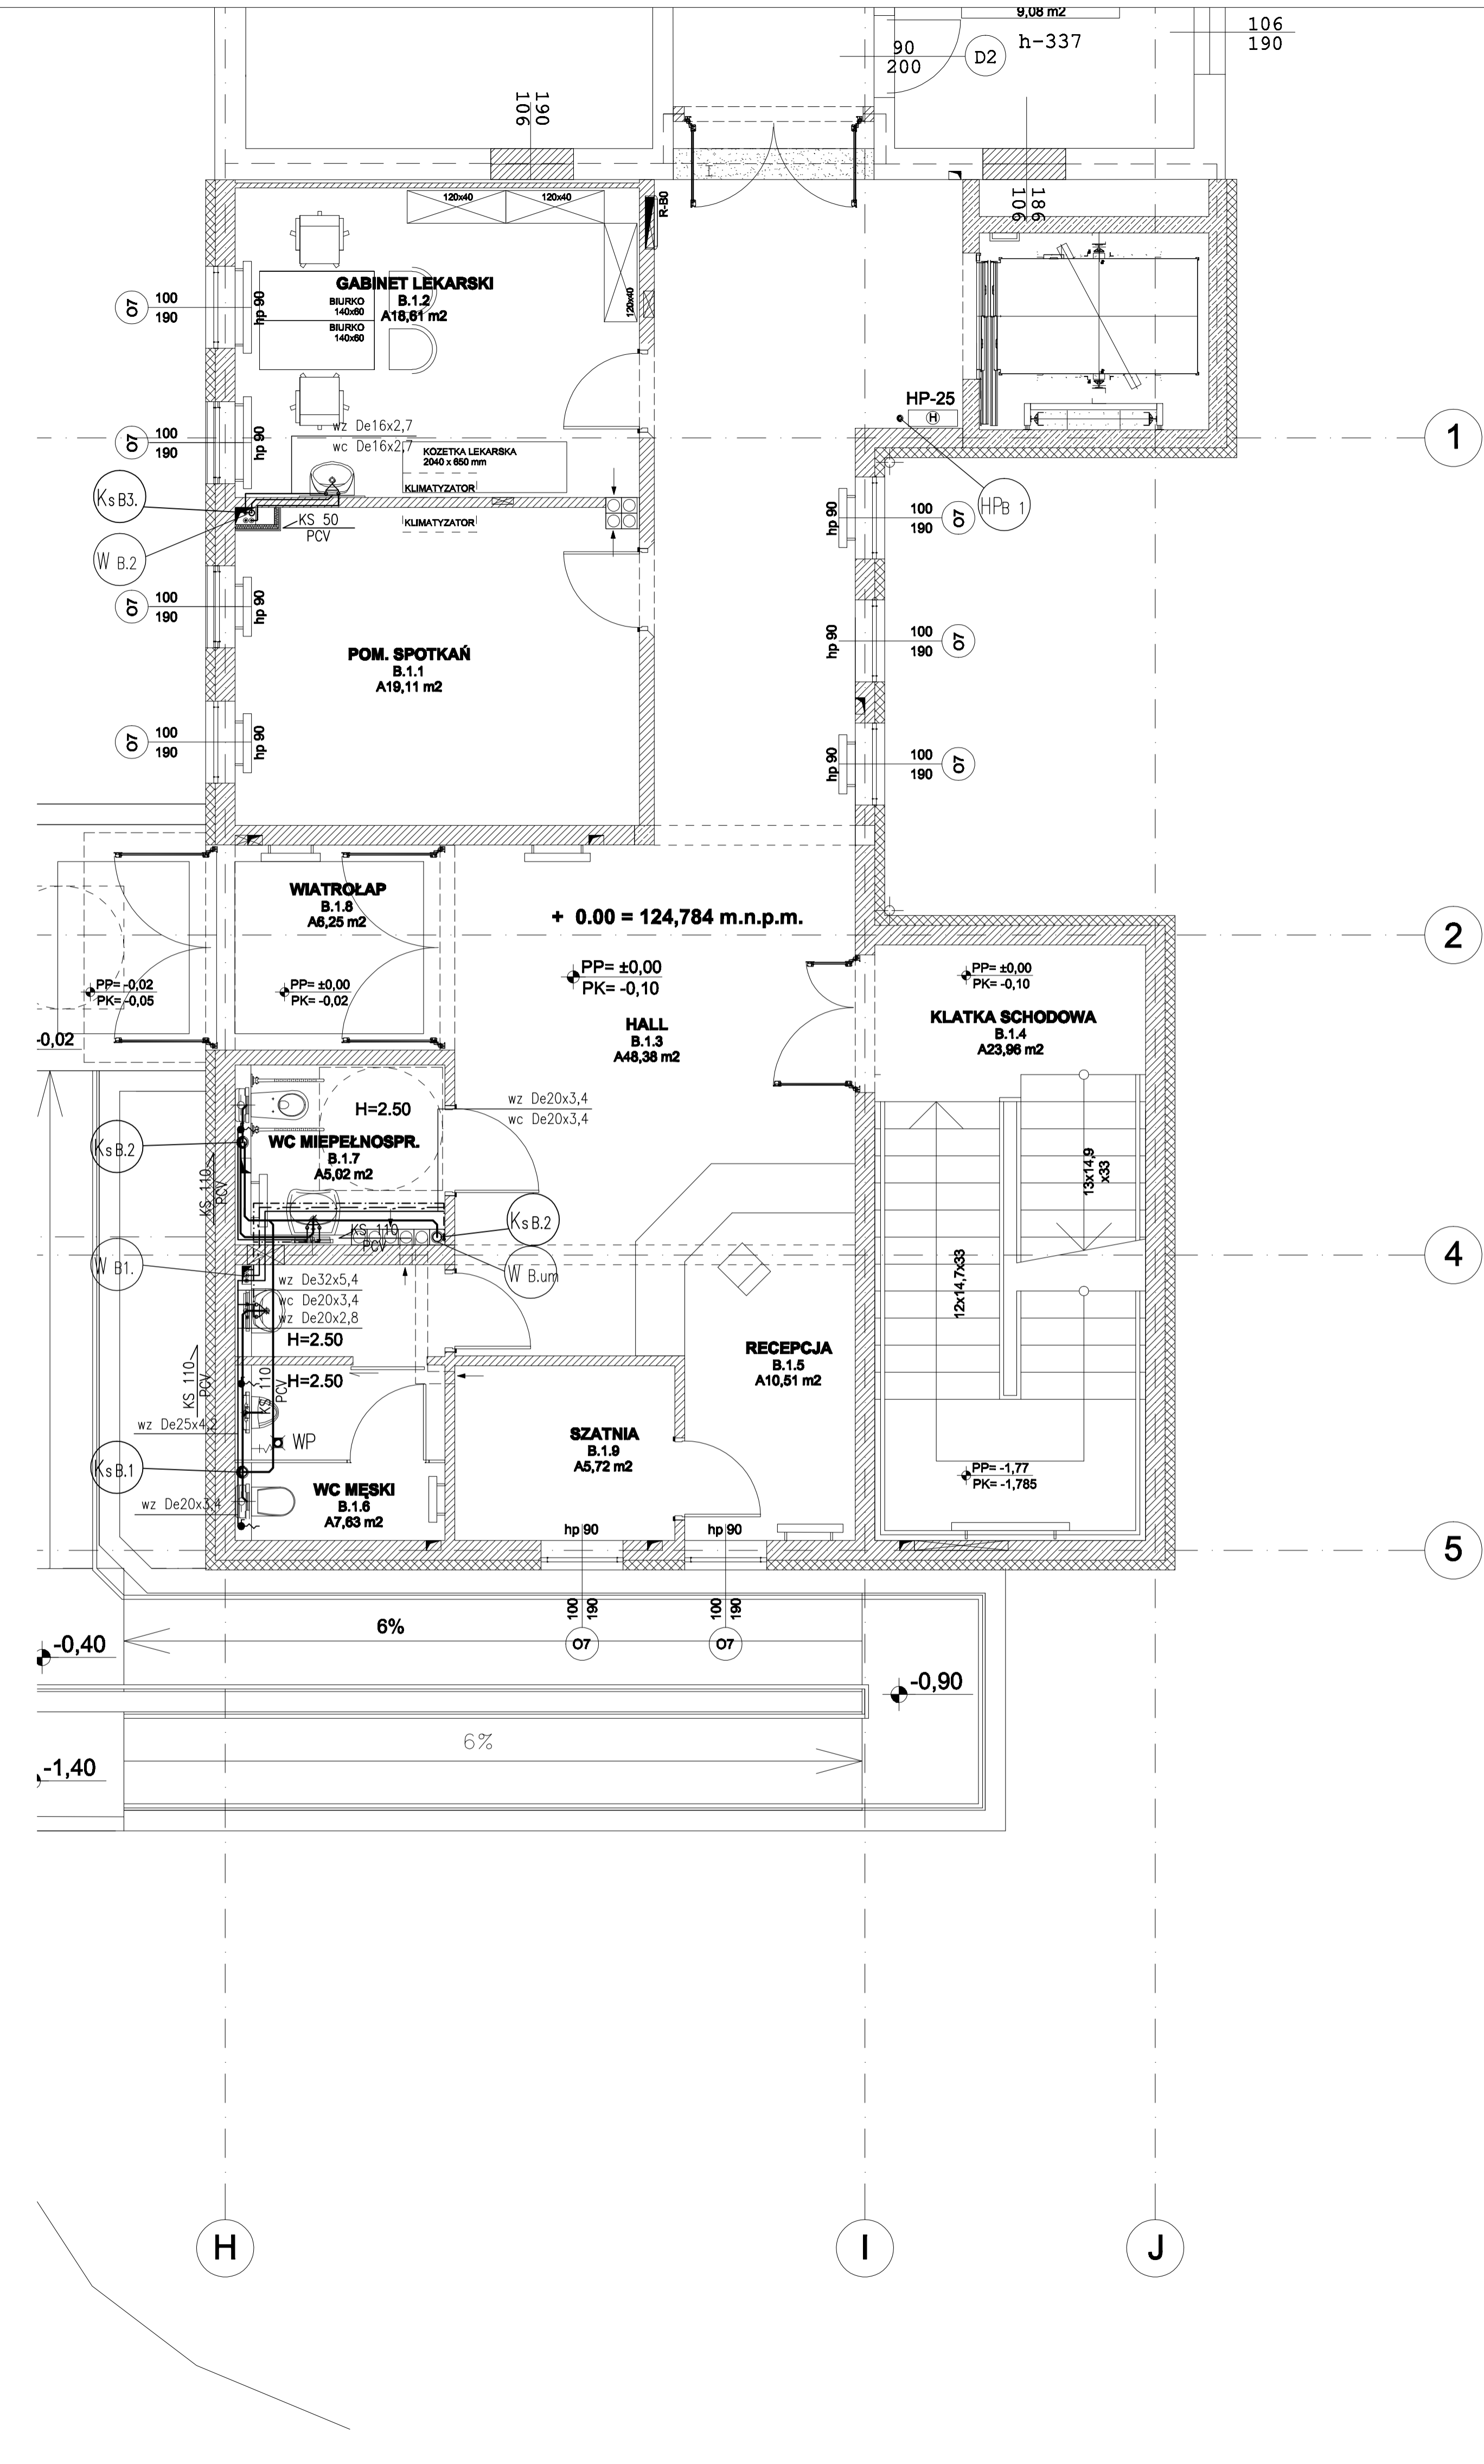 9,08 m2
h-337
90
200
D2
106
190
106
190
106
186
120x40
120x40
120x40
R-B0
GABINET LEKARSKI
B.1.2
A18,61 m2
BIURKO
140x60
BIURKO
140x60
O7
100
190
hp 90
O7
100
190
hp 90
wz De16x2,7
wc De16x2,7
KOZETKA LEKARSKA
2040 x 650 mm
KLIMATYZATOR
KLIMATYZATOR
KsB3.
W B.2
KS 50
PCV
HP-25
H
HPB 1
1
hp 90
100
190
O7
O7
100
190
hp 90
hp 90
100
190
O7
POM. SPOTKAŃ
B.1.1
A19,11 m2
O7
100
190
hp 90
hp 90
100
190
O7
WIATROŁAP
B.1.8
A6,25 m2
+ 0.00 = 124,784 m.n.p.m.
2
PP= -0,02
PK= -0,05
PP= ±0,00
PK= -0,02
PP= ±0,00
PK= -0,10
PP= ±0,00
PK= -0,10
-0,02
HALL
B.1.3
A48,38 m2
KLATKA SCHODOWA
B.1.4
A23,96 m2
H=2.50
wz De20x3,4
wc De20x3,4
WC MIEPEŁNOSPR.
B.1.7
A5,02 m2
KsB.2
KS 110
PCV
KsB.2
KS 110
PCV
W B1.
W B.um
13x14,9
x33
12x14,7x33
4
wz De32x5,4
wc De20x3,4
wz De20x2,8
H=2.50
H=2.50
KS 110
PCV
KS 110
PCV
RECEPCJA
B.1.5
A10,51 m2
wz De25x4,2
WP
SZATNIA
B.1.9
A5,72 m2
KsB.1
PP= -1,77
PK= -1,785
WC MĘSKI
B.1.6
A7,63 m2
wz De20x3,4
hp 90
hp 90
5
100
190
O7
100
190
O7
6%
-0,40
-0,90
6%
-1,40
H
I
J